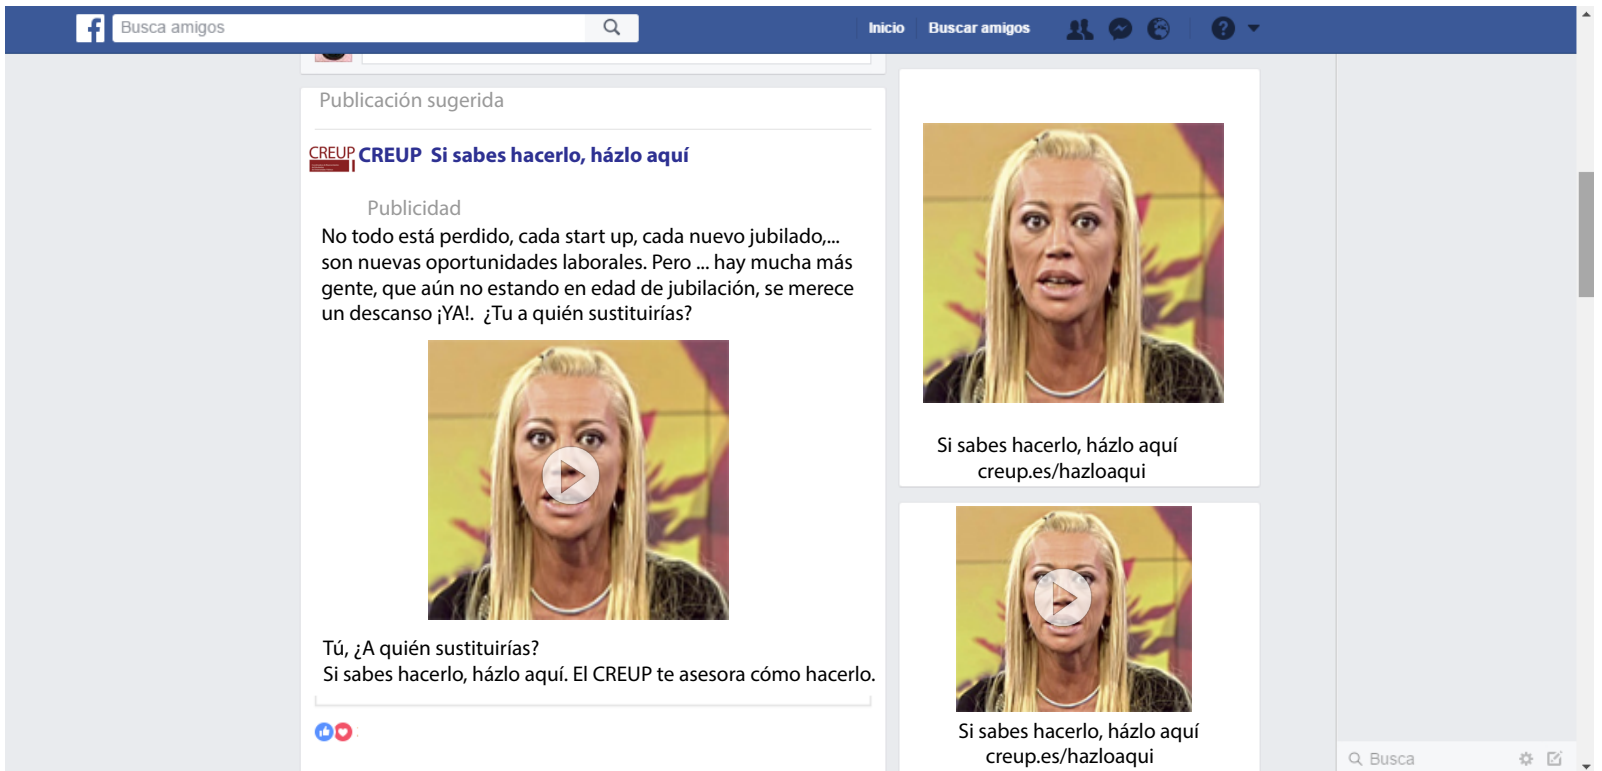 Busca amigos
Inicio
Buscar amigos
Publicación sugerida
CREUP
CREUP Si sabes hacerlo, házlo aquí
Publicidad
No todo está perdido, cada start up, cada nuevo jubilado,...
son nuevas oportunidades laborales. Pero ... hay mucha más
gente, que aún no estando en edad de jubilación, se merece
un descanso ¡YA!. ¿Tu a quién sustituirías?
Tú, ¿A quién sustituirías?
Si sabes hacerlo, házlo aquí. El CREUP te asesora cómo hacerlo.
Si sabes hacerlo, házlo aquí
creup.es/hazloaqui
Si sabes hacerlo, házlo aquí
creup.es/hazloaqui
Busca